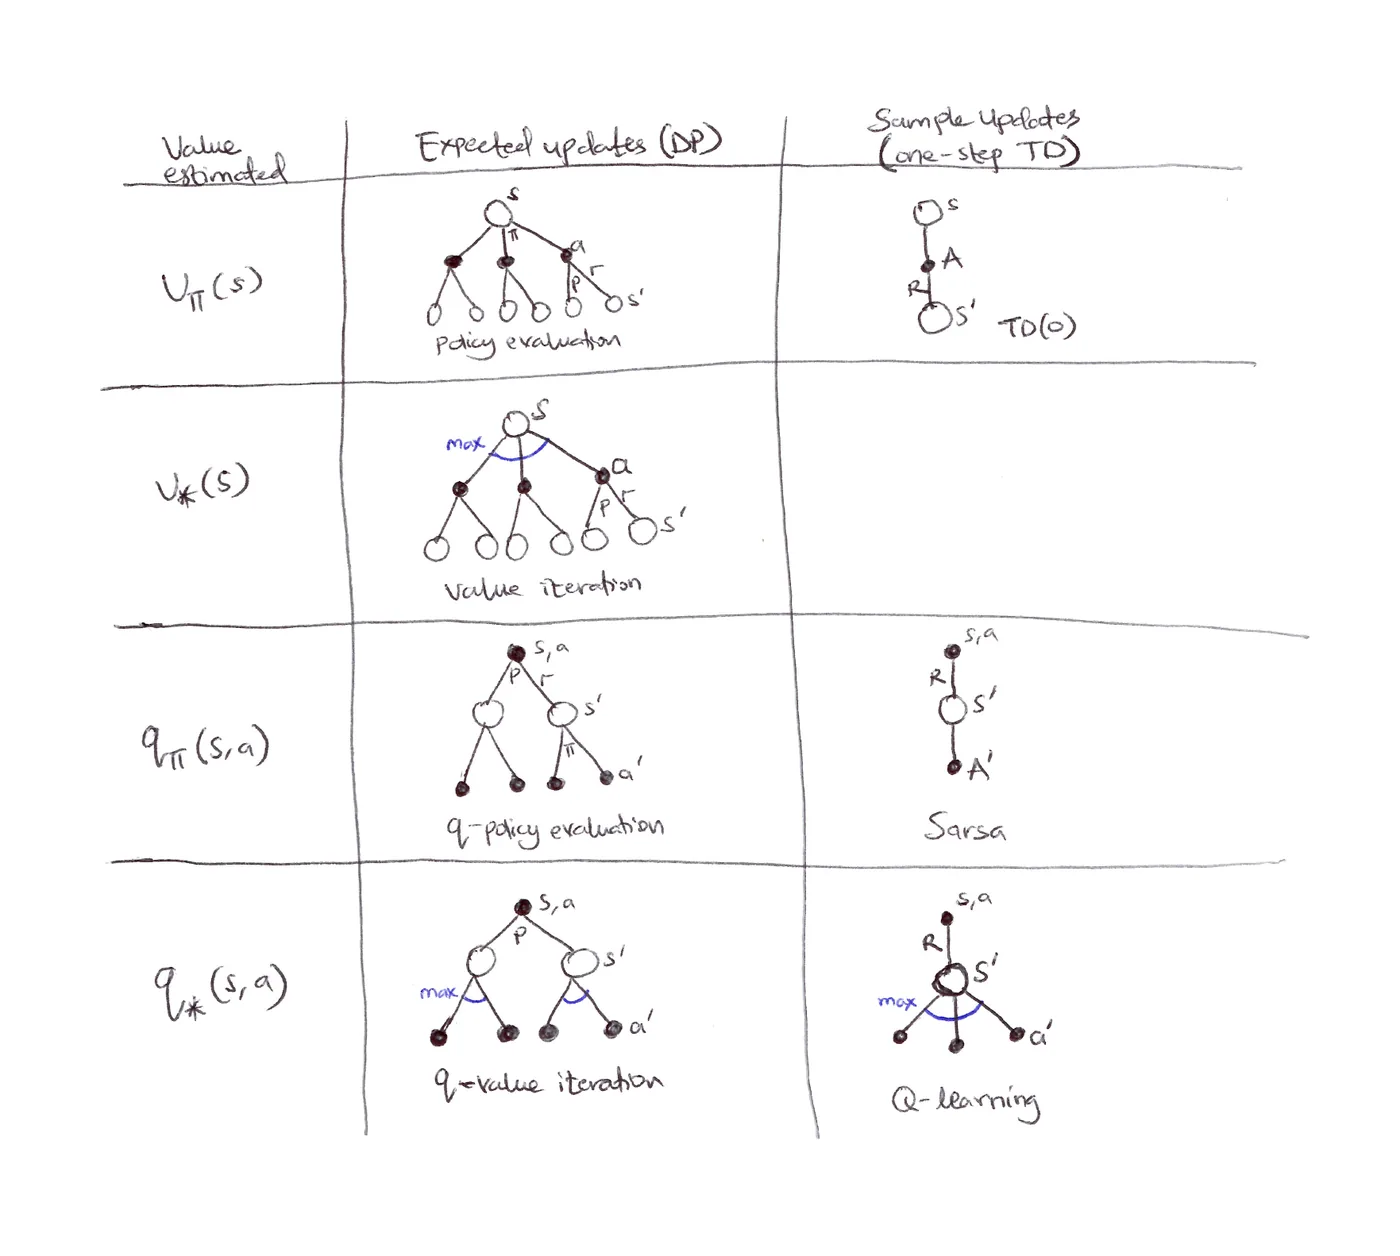 Value
estimated
Expected updates (DP)
Sample updates
(one-step TD)
vπ(s)
s
π
a
r
p
s'
policy evaluation
s
A
R
s'
TD(0)
v*(s)
s
max
a
p
r
s'
value iteration
qπ(s,a)
s,a
p
r
s'
π
a'
q-policy evaluation
s,a
R
s'
A'
Sarsa
q*(s,a)
s,a
p
s'
max
a'
q-value iteration
s,a
R
s'
max
a'
Q-learning